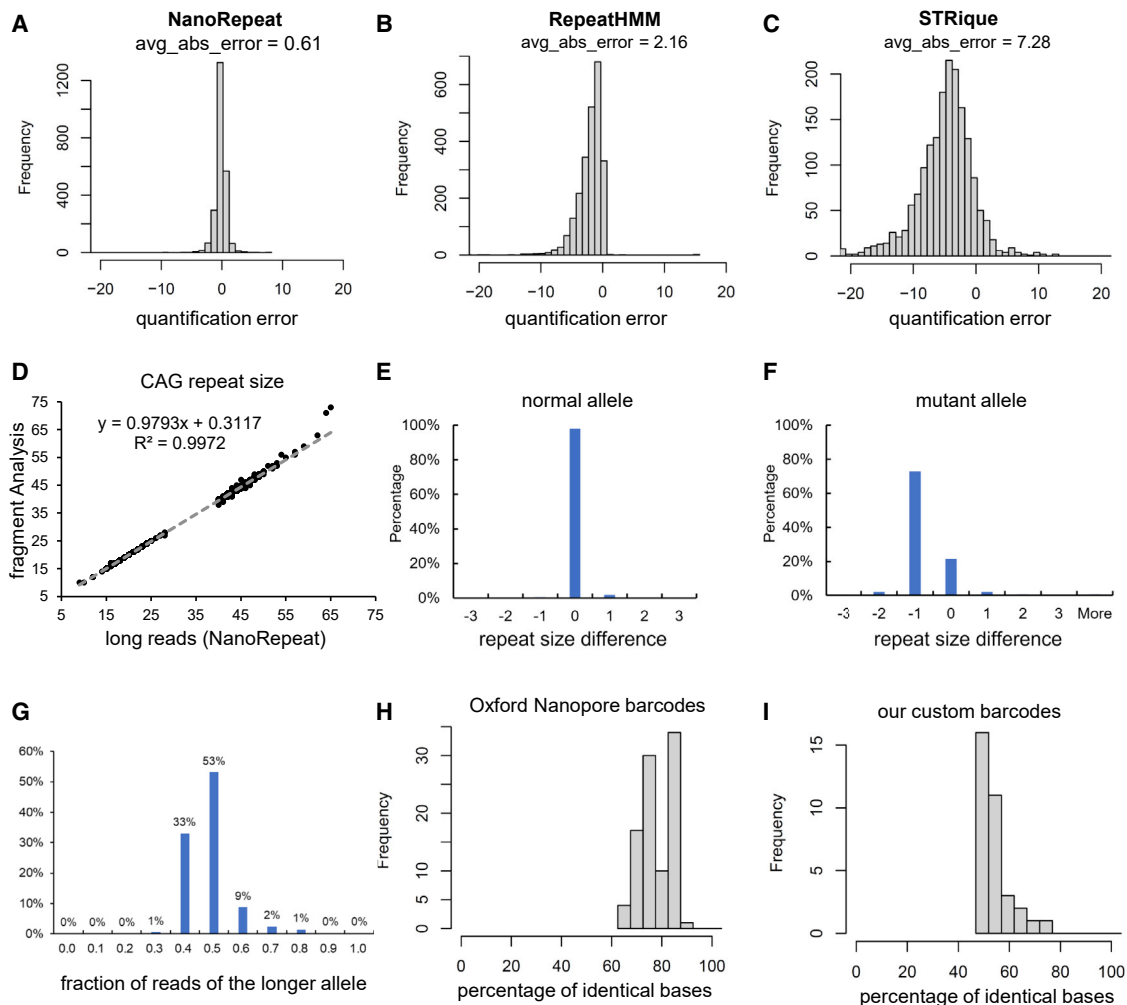 A
NanoRepeat
avg_abs_error = 0.61
Frequency
1200
800
400
0
−20 −10 0 10 20
quantification error
B
RepeatHMM
avg_abs_error = 2.16
Frequency
600
400
200
0
−20 −10 0 10 20
quantification error
C
STRique
avg_abs_error = 7.28
Frequency
200
150
100
50
0
−20 −10 0 10 20
quantification error
D
CAG repeat size
y = 0.9793x + 0.3117
R² = 0.9972
fragment Analysis
75
65
55
45
35
25
15
5
5 15 25 35 45 55 65 75
long reads (NanoRepeat)
E
normal allele
Percentage
100%
80%
60%
40%
20%
0%
-3 -2 -1 0 1 2 3
repeat size difference
F
mutant allele
Percentage
100%
80%
60%
40%
20%
0%
-3 -2 -1 0 1 2 3 More
repeat size difference
G
60%
50%
40%
30%
20%
10%
0%
0% 0% 0% 1% 33% 53% 9% 2% 1% 0% 0%
0.0 0.1 0.2 0.3 0.4 0.5 0.6 0.7 0.8 0.9 1.0
fraction of reads of the longer allele
H
Oxford Nanopore barcodes
Frequency
30
20
10
5
0
0 20 40 60 80 100
percentage of identical bases
I
our custom barcodes
Frequency
15
10
5
0
0 20 40 60 80 100
percentage of identical bases